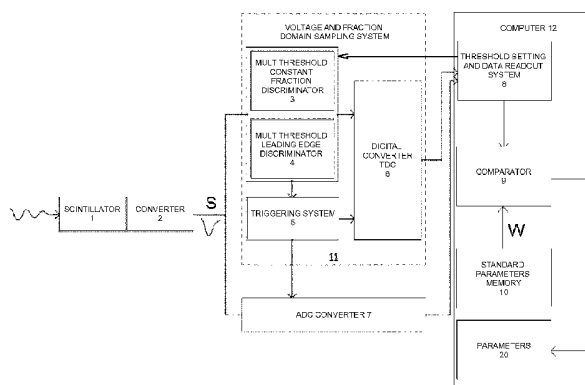 VOLTAGE AND FRACTION
DOMAIN SAMPLING SYSTEM
MULT THRESHOLD
CONSTANT
FRACTION
DISCRIMINATOR
3
MULT THRESHOLD
LEADING EDGE
DISCRIMINATOR
4
TRIGGERING SYSTEM
5
DIGITAL
CONVERTER
TDC
6
11
ADC CONVERTER 7
SCINTILLATOR
1
CONVERTER
2
S
COMPUTER 12
THRESHOLD SETTING
AND DATA READOUT
SYSTEM
8
COMPARATOR
9
W
STANDARD
PARAMETERS
MEMORY
10
PARAMETERS
20